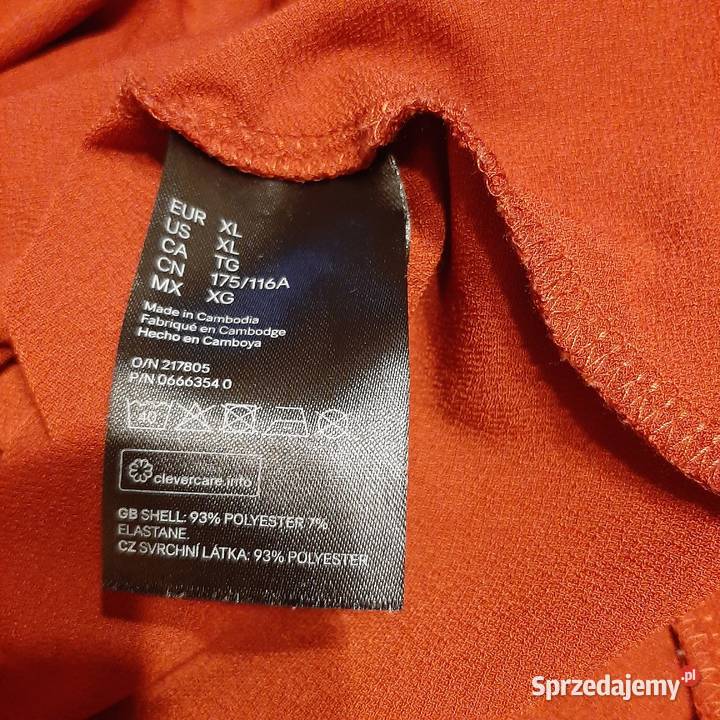 EUR XL
US XL
CA TG
CN 175/116A
MX XG
Made in Cambodia
Fabriqué en Cambodge
Hecho en Camboya
O/N 217805
P/N 0666354 0
40
clevercare.info
GB SHELL: 93% POLYESTER 7%
ELASTANE.
CZ SVRCHNÍ LÁTKA: 93% POLYESTER
Sprzedajemy.pl